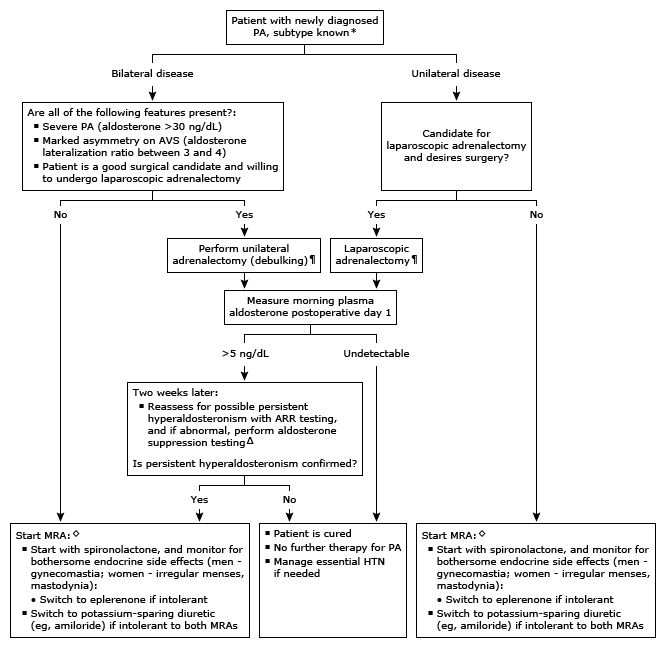 Patient with newly diagnosed
PA, subtype known*
Bilateral disease
Unilateral disease
Are all of the following features present?:
▪ Severe PA (aldosterone >30 ng/dL)
▪ Marked asymmetry on AVS (aldosterone
lateralization ratio between 3 and 4)
▪ Patient is a good surgical candidate and willing
to undergo laparoscopic adrenalectomy
Candidate for
laparoscopic adrenalectomy
and desires surgery?
No
Yes
Yes
No
Perform unilateral
adrenalectomy (debulking)¶
Laparoscopic
adrenalectomy¶
Measure morning plasma
aldosterone postoperative day 1
>5 ng/dL
Undetectable
Two weeks later:
▪ Reassess for possible persistent
hyperaldosteronism with ARR testing,
and if abnormal, perform aldosterone
suppression testingΔ
Is persistent hyperaldosteronism confirmed?
Yes
No
Start MRA:◇
▪ Start with spironolactone, and monitor for
bothersome endocrine side effects (men -
gynecomastia; women - irregular menses,
mastodynia):
• Switch to eplerenone if intolerant
▪ Switch to potassium-sparing diuretic
(eg, amiloride) if intolerant to both MRAs
▪ Patient is cured
▪ No further therapy for PA
▪ Manage essential HTN
if needed
Start MRA:◇
▪ Start with spironolactone, and monitor for
bothersome endocrine side effects (men -
gynecomastia; women - irregular menses,
mastodynia):
• Switch to eplerenone if intolerant
▪ Switch to potassium-sparing diuretic
(eg, amiloride) if intolerant to both MRAs